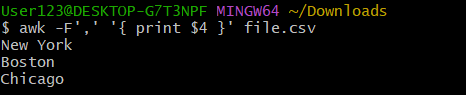 User123@DESKTOP-G7T3NPF MINGW64 ~/Downloads
$ awk -F',' '{ print $4 }' file.csv
New York
Boston
Chicago